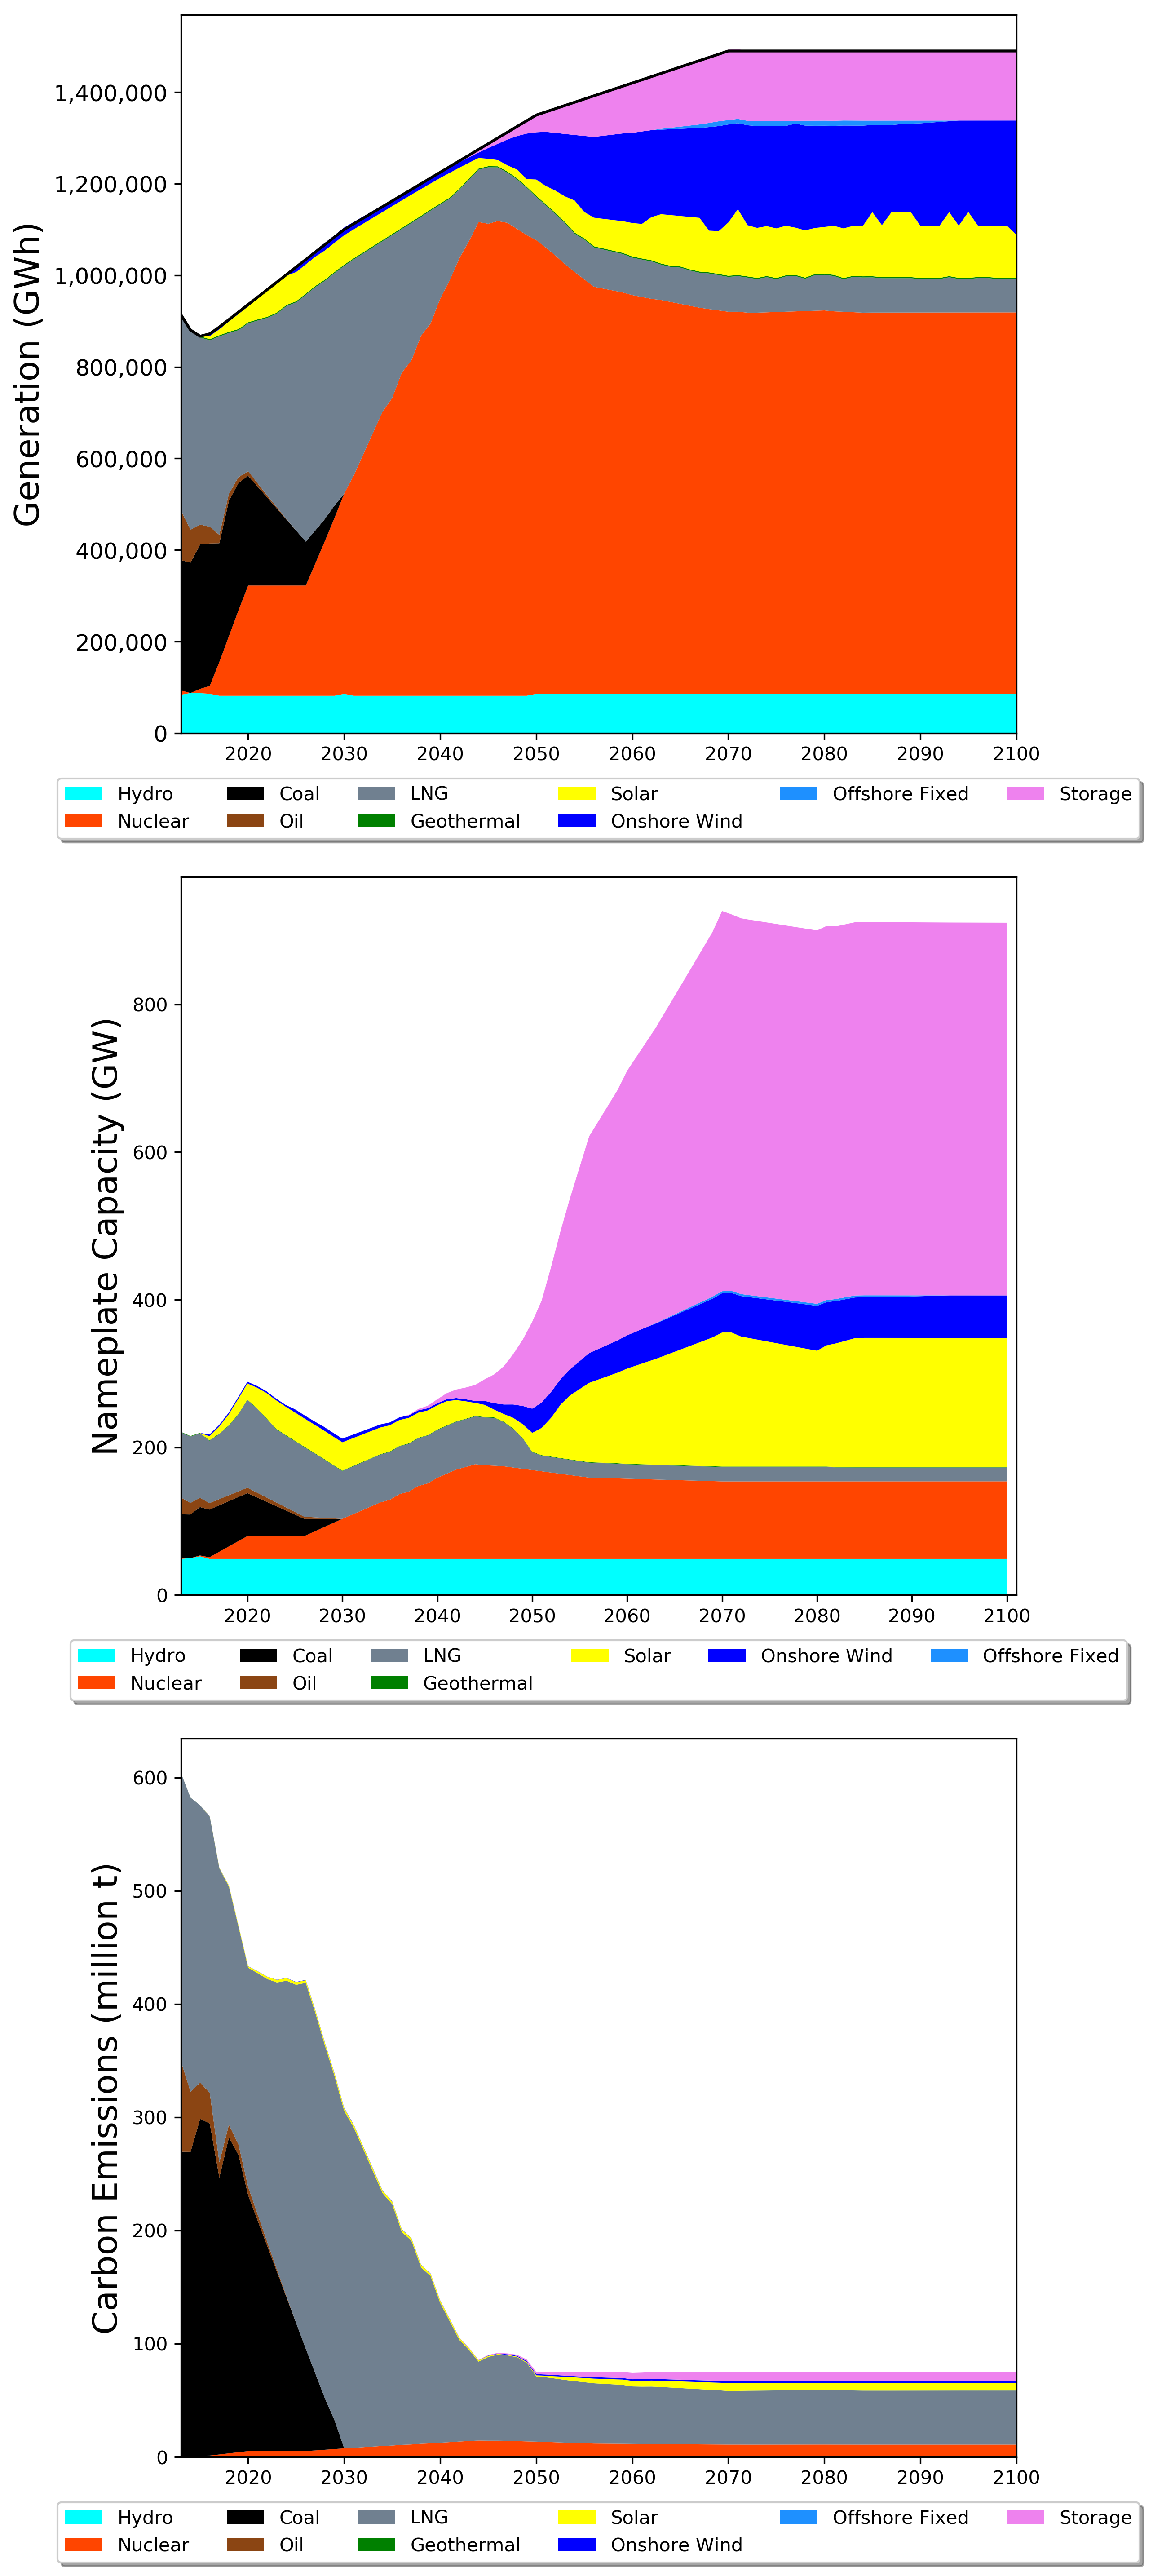 Generation (GWh)
1,400,000
1,200,000
1,000,000
800,000
600,000
400,000
200,000
0
2020 2030 2040 2050 2060 2070 2080 2090 2100
Hydro Coal LNG Solar Offshore Fixed Storage
Nuclear Oil Geothermal Onshore Wind
Nameplate Capacity (GW)
800
600
400
200
0
2020 2030 2040 2050 2060 2070 2080 2090 2100
Hydro Coal LNG Solar Onshore Wind Offshore Fixed
Nuclear Oil Geothermal
Carbon Emissions (million t)
600
500
400
300
200
100
0
2020 2030 2040 2050 2060 2070 2080 2090 2100
Hydro Coal LNG Solar Offshore Fixed Storage
Nuclear Oil Geothermal Onshore Wind